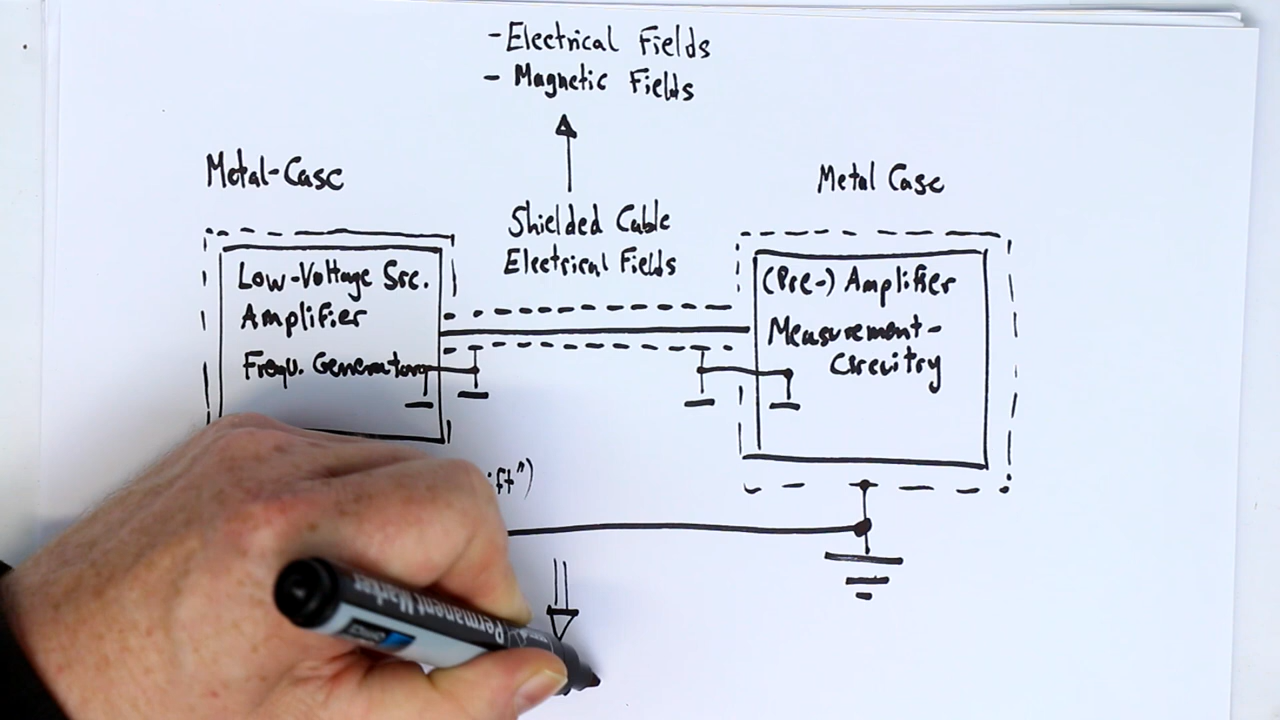 -Electrical Fields
- Magnetic Fields
Metal-Case
Metal Case
Shielded Cable
Electrical Fields
Low-Voltage Src.
Amplifier
Frequ. Generator
(Pre-) Amplifier
Measurement-
Circuitry
ift")
Permanent Marker